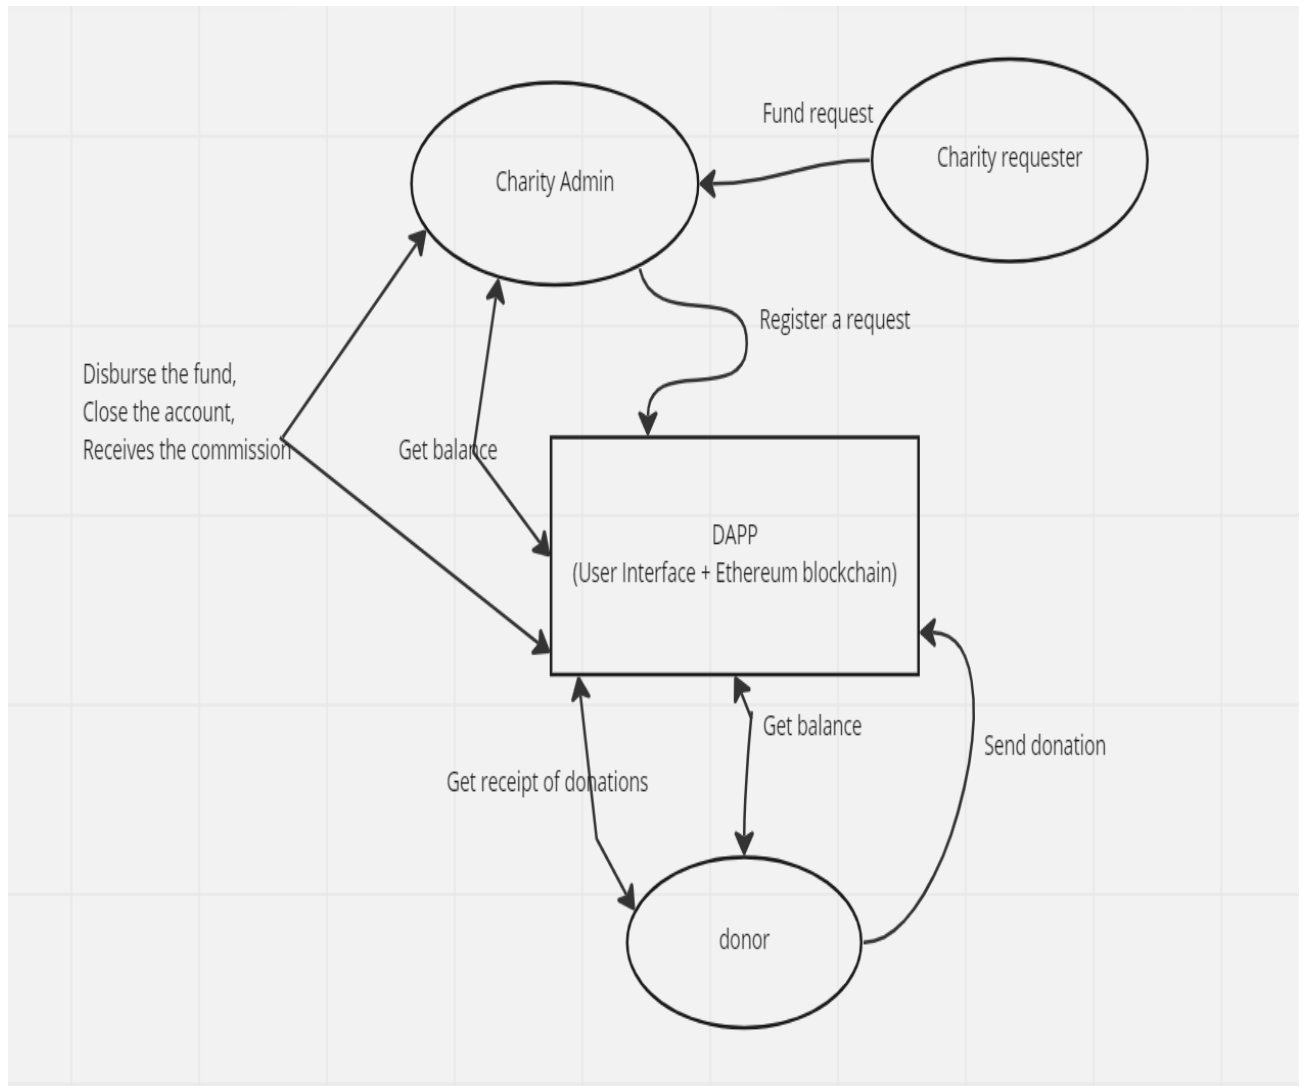 Fund request
Charity requester
Charity Admin
Register a request
Disburse the fund,
Close the account,
Receives the commission
Get balance
DAPP
(User Interface + Ethereum blockchain)
Get balance
Send donation
Get receipt of donations
donor